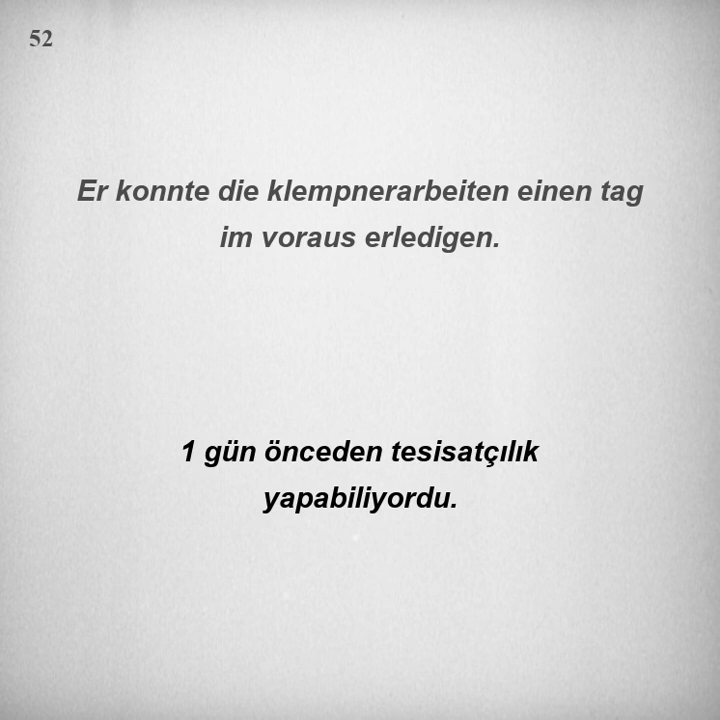 52
Er konnte die klempnerarbeiten einen tag
im voraus erledigen.
1 gün önceden tesisatçılık
yapabiliyordu.